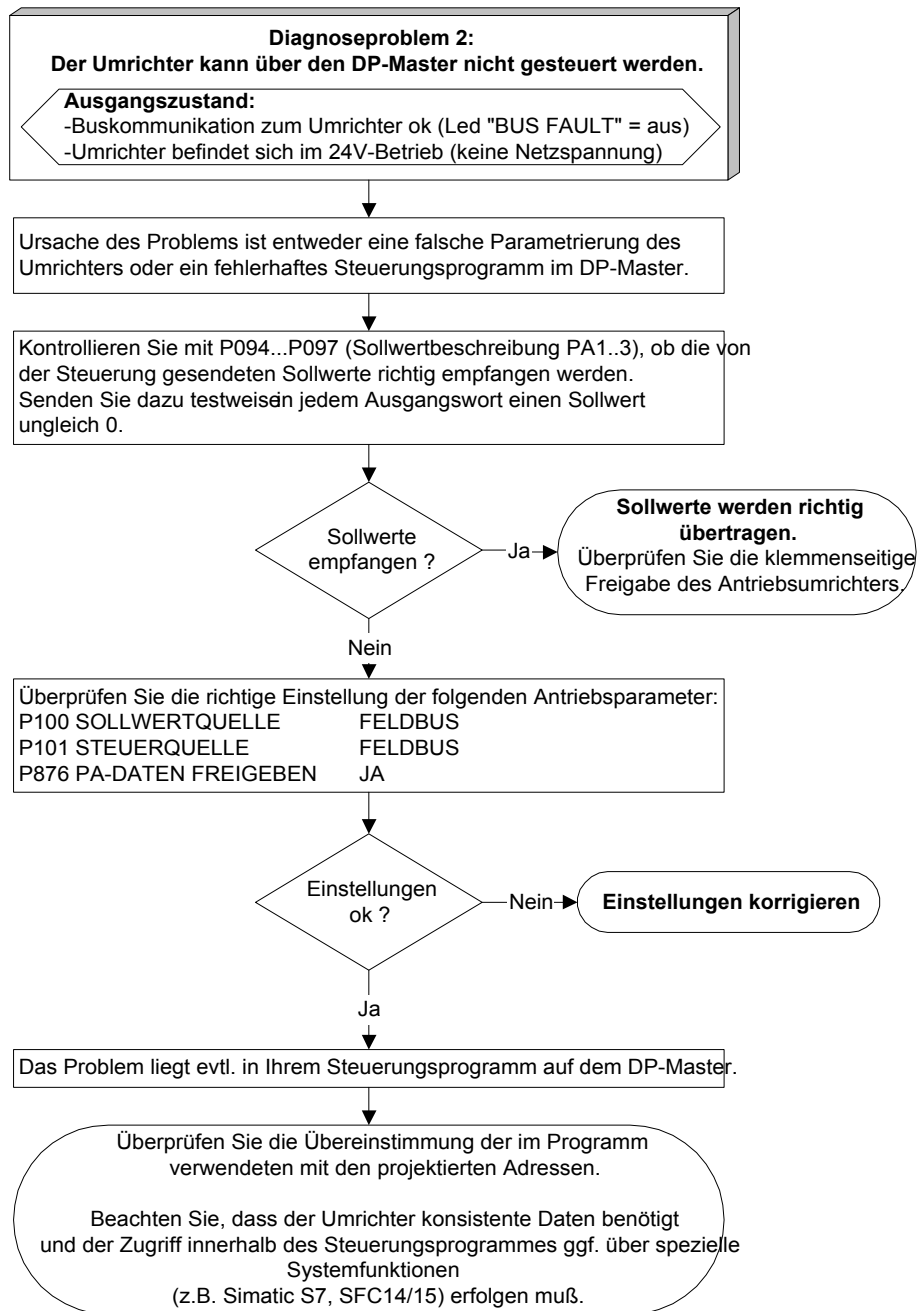 Diagnoseproblem 2:
Der Umrichter kann über den DP-Master nicht gesteuert werden.
Ausgangszustand:
-Buskommunikation zum Umrichter ok (Led "BUS FAULT" = aus)
-Umrichter befindet sich im 24V-Betrieb (keine Netzspannung)
Ursache des Problems ist entweder eine falsche Parametrierung des
Umrichters oder ein fehlerhaftes Steuerungsprogramm im DP-Master.
Kontrollieren Sie mit P094...P097 (Sollwertbeschreibung PA1..3), ob die von
der Steuerung gesendeten Sollwerte richtig empfangen werden.
Senden Sie dazu testweise in jedem Ausgangswort einen Sollwert
ungleich 0.
Sollwerte
empfangen ?
Ja
Sollwerte werden richtig
übertragen.
Überprüfen Sie die klemmenseitige
Freigabe des Antriebsumrichters.
Nein
Überprüfen Sie die richtige Einstellung der folgenden Antriebsparameter:
P100 SOLLWERTQUELLE FELDBUS
P101 STEUERQUELLE FELDBUS
P876 PA-DATEN FREIGEBEN JA
Einstellungen
ok ?
Nein
Einstellungen korrigieren
Ja
Das Problem liegt evtl. in Ihrem Steuerungsprogramm auf dem DP-Master.
Überprüfen Sie die Übereinstimmung der im Programm
verwendeten mit den projektierten Adressen.
Beachten Sie, dass der Umrichter konsistente Daten benötigt
und der Zugriff innerhalb des Steuerungsprogrammes ggf. über spezielle
Systemfunktionen
(z.B. Simatic S7, SFC14/15) erfolgen muß.